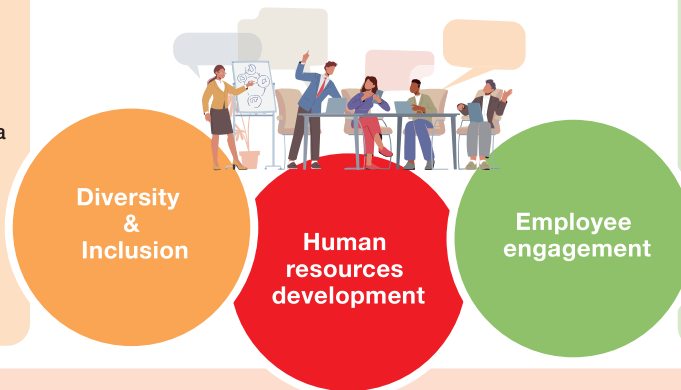 a
Diversity
&
Inclusion
Human
resources
development
Employee
engagement